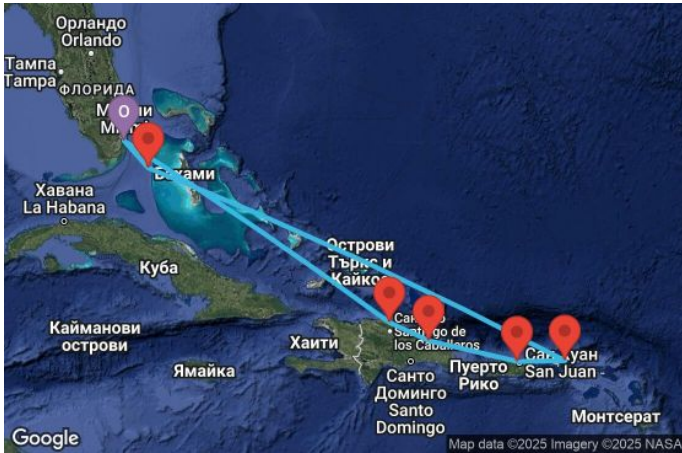 Орландо
Orlando
Тампа
Tampa
ФЛОРИДА
O
Бахами
Хавана
La Habana
Куба
Острови
Търкс и
Кайманови
острови
Ямайка
Хаити
Santiago de
los Caballeros
Санто
Доминго
Santo
Domingo
Пуерто
Рико
San Juan
Монтсерат
Google
Map data ©2025 Imagery ©2025 NASA